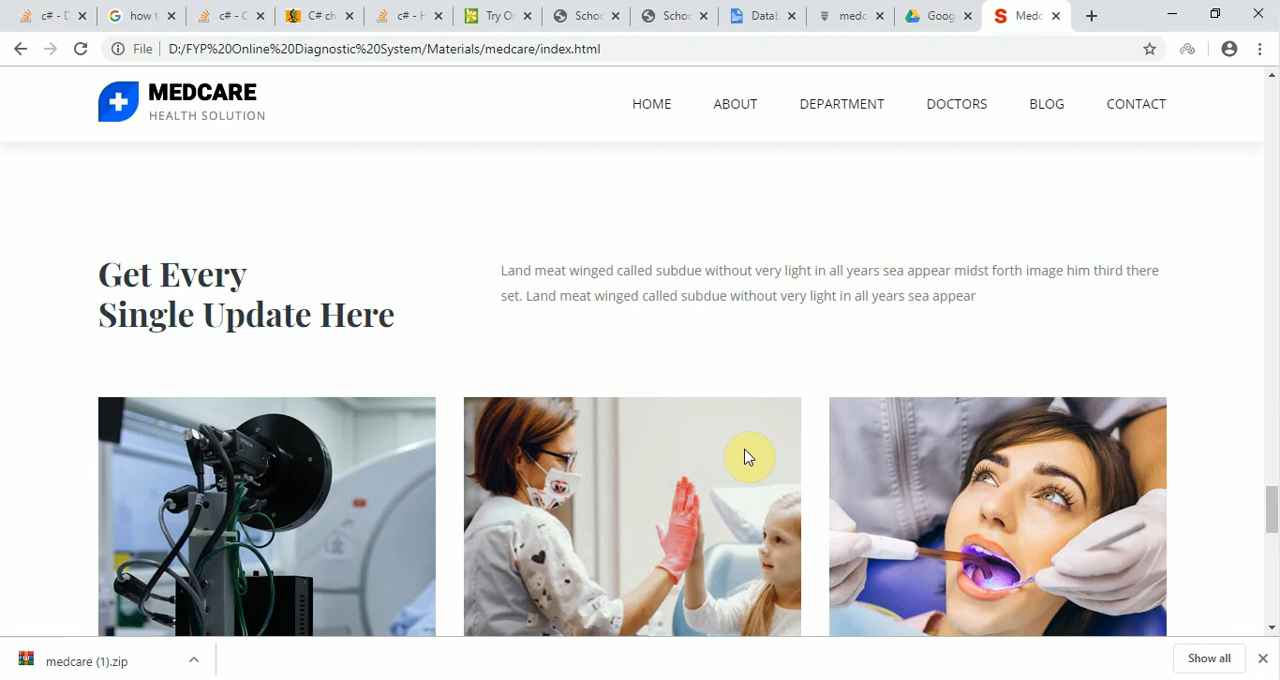 c# - D
how t
c# - C
C# ch
c# - H
Try O
Schoo
Schoo
Datab
medc
Goog
Medc
File
D:/FYP%20Online%20Diagnostic%20System/Materials/medcare/index.html
MEDCARE
HEALTH SOLUTION
HOME ABOUT DEPARTMENT DOCTORS BLOG CONTACT
Get Every
Single Update Here
Land meat winged called subdue without very light in all years sea appear midst forth image him third there
set. Land meat winged called subdue without very light in all years sea appear
medcare (1).zip
Show all